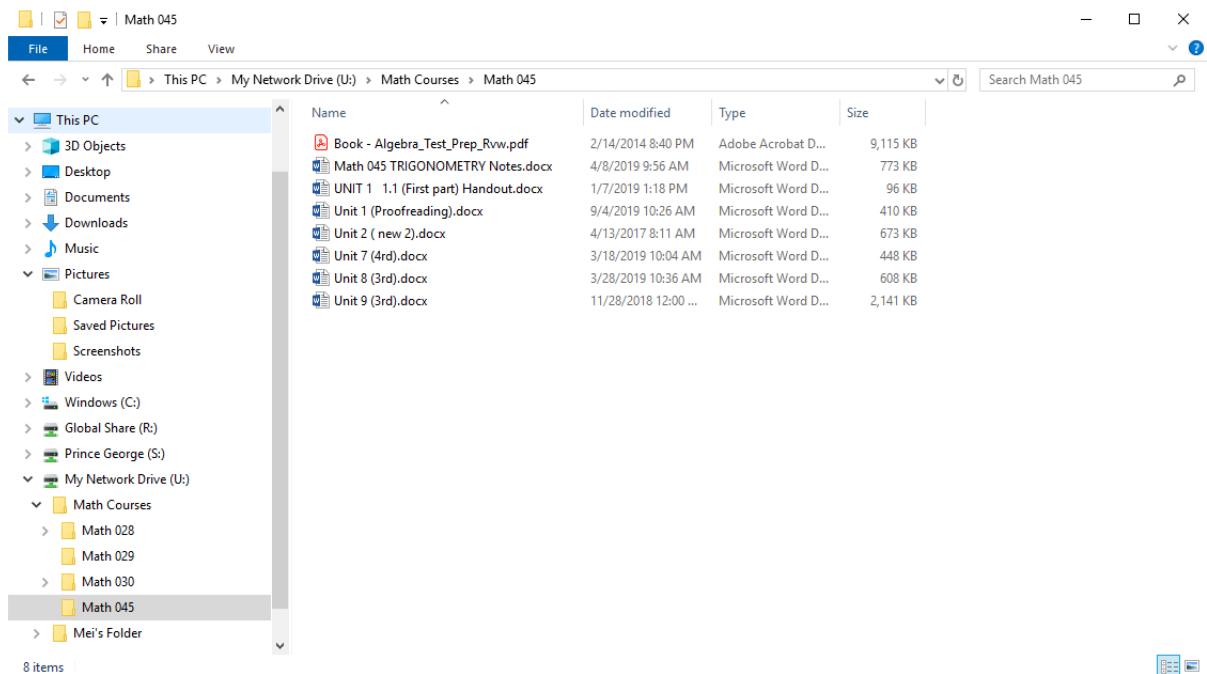 Math 045
File Home Share View
This PC > My Network Drive (U:) > Math Courses > Math 045
Search Math 045
This PC
3D Objects
Desktop
Documents
Downloads
Music
Pictures
Camera Roll
Saved Pictures
Screenshots
Videos
Windows (C:)
Global Share (R:)
Prince George (S:)
My Network Drive (U:)
Math Courses
Math 028
Math 029
Math 030
Math 045
Mei's Folder
Name Date modified Type Size
Book - Algebra_Test_Prep_Rvw.pdf 2/14/2014 8:40 PM Adobe Acrobat D... 9,115 KB
Math 045 TRIGONOMETRY Notes.docx 4/8/2019 9:56 AM Microsoft Word D... 773 KB
UNIT 1   1.1 (First part) Handout.docx 1/7/2019 1:18 PM Microsoft Word D... 96 KB
Unit 1 (Proofreading).docx 9/4/2019 10:26 AM Microsoft Word D... 410 KB
Unit 2 ( new 2).docx 4/13/2017 8:11 AM Microsoft Word D... 673 KB
Unit 7 (4rd).docx 3/18/2019 10:04 AM Microsoft Word D... 448 KB
Unit 8 (3rd).docx 3/28/2019 10:36 AM Microsoft Word D... 608 KB
Unit 9 (3rd).docx 11/28/2018 12:00 ... Microsoft Word D... 2,141 KB
8 items